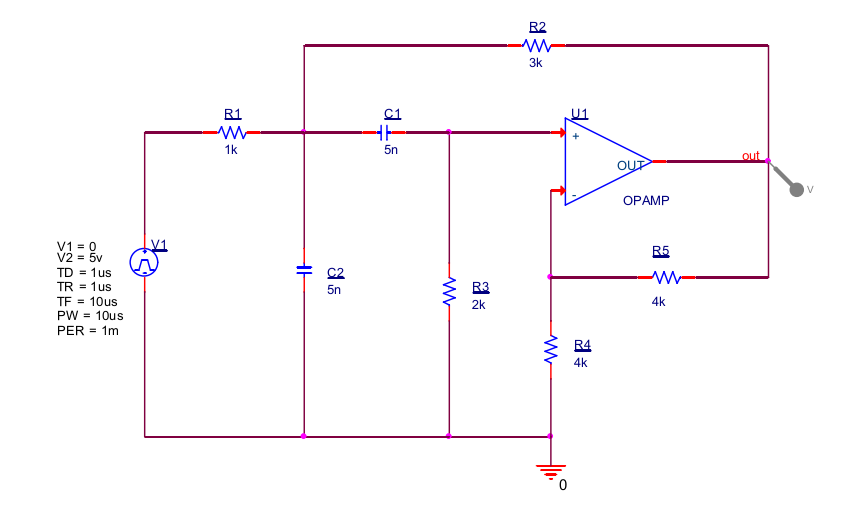 R2
3k
R1
1k
C1
5n
U1
+
OUT
-
OPAMP
out
V
V1
V1 = 0
V2 = 5v
TD = 1us
TR = 1us
TF = 10us
PW = 10us
PER = 1m
C2
5n
R3
2k
R5
4k
R4
4k
0